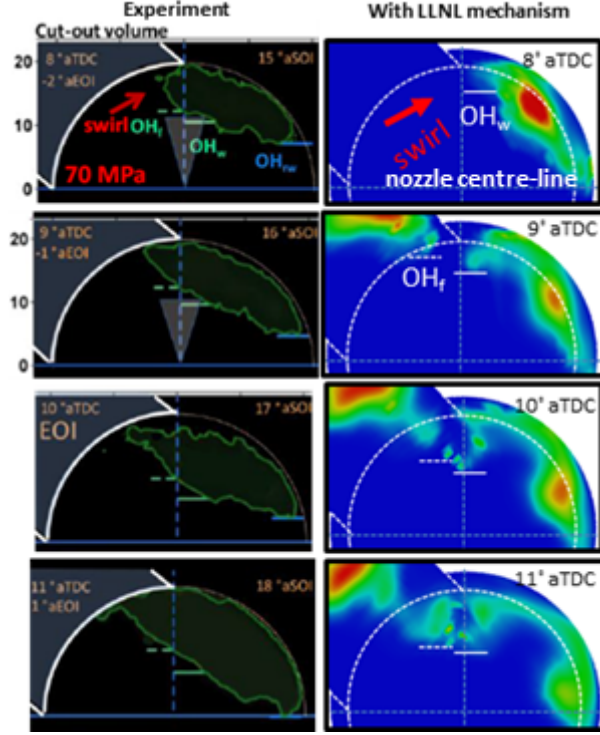 Experiment
With LLNL mechanism
Cut-out volume
20
8°aTDC
-2°aEOI
15°aSOI
10
swirl
OHf
OHw
OHrw
0
70 MPa
8° aTDC
OHw
swirl
nozzle centre-line
20
9°aTDC
-1°aEOI
16°aSOI
10
0
9° aTDC
OHf
10°aTDC
EOI
17°aSOI
10° aTDC
11°aTDC
1°aEOI
18°aSOI
11° aTDC